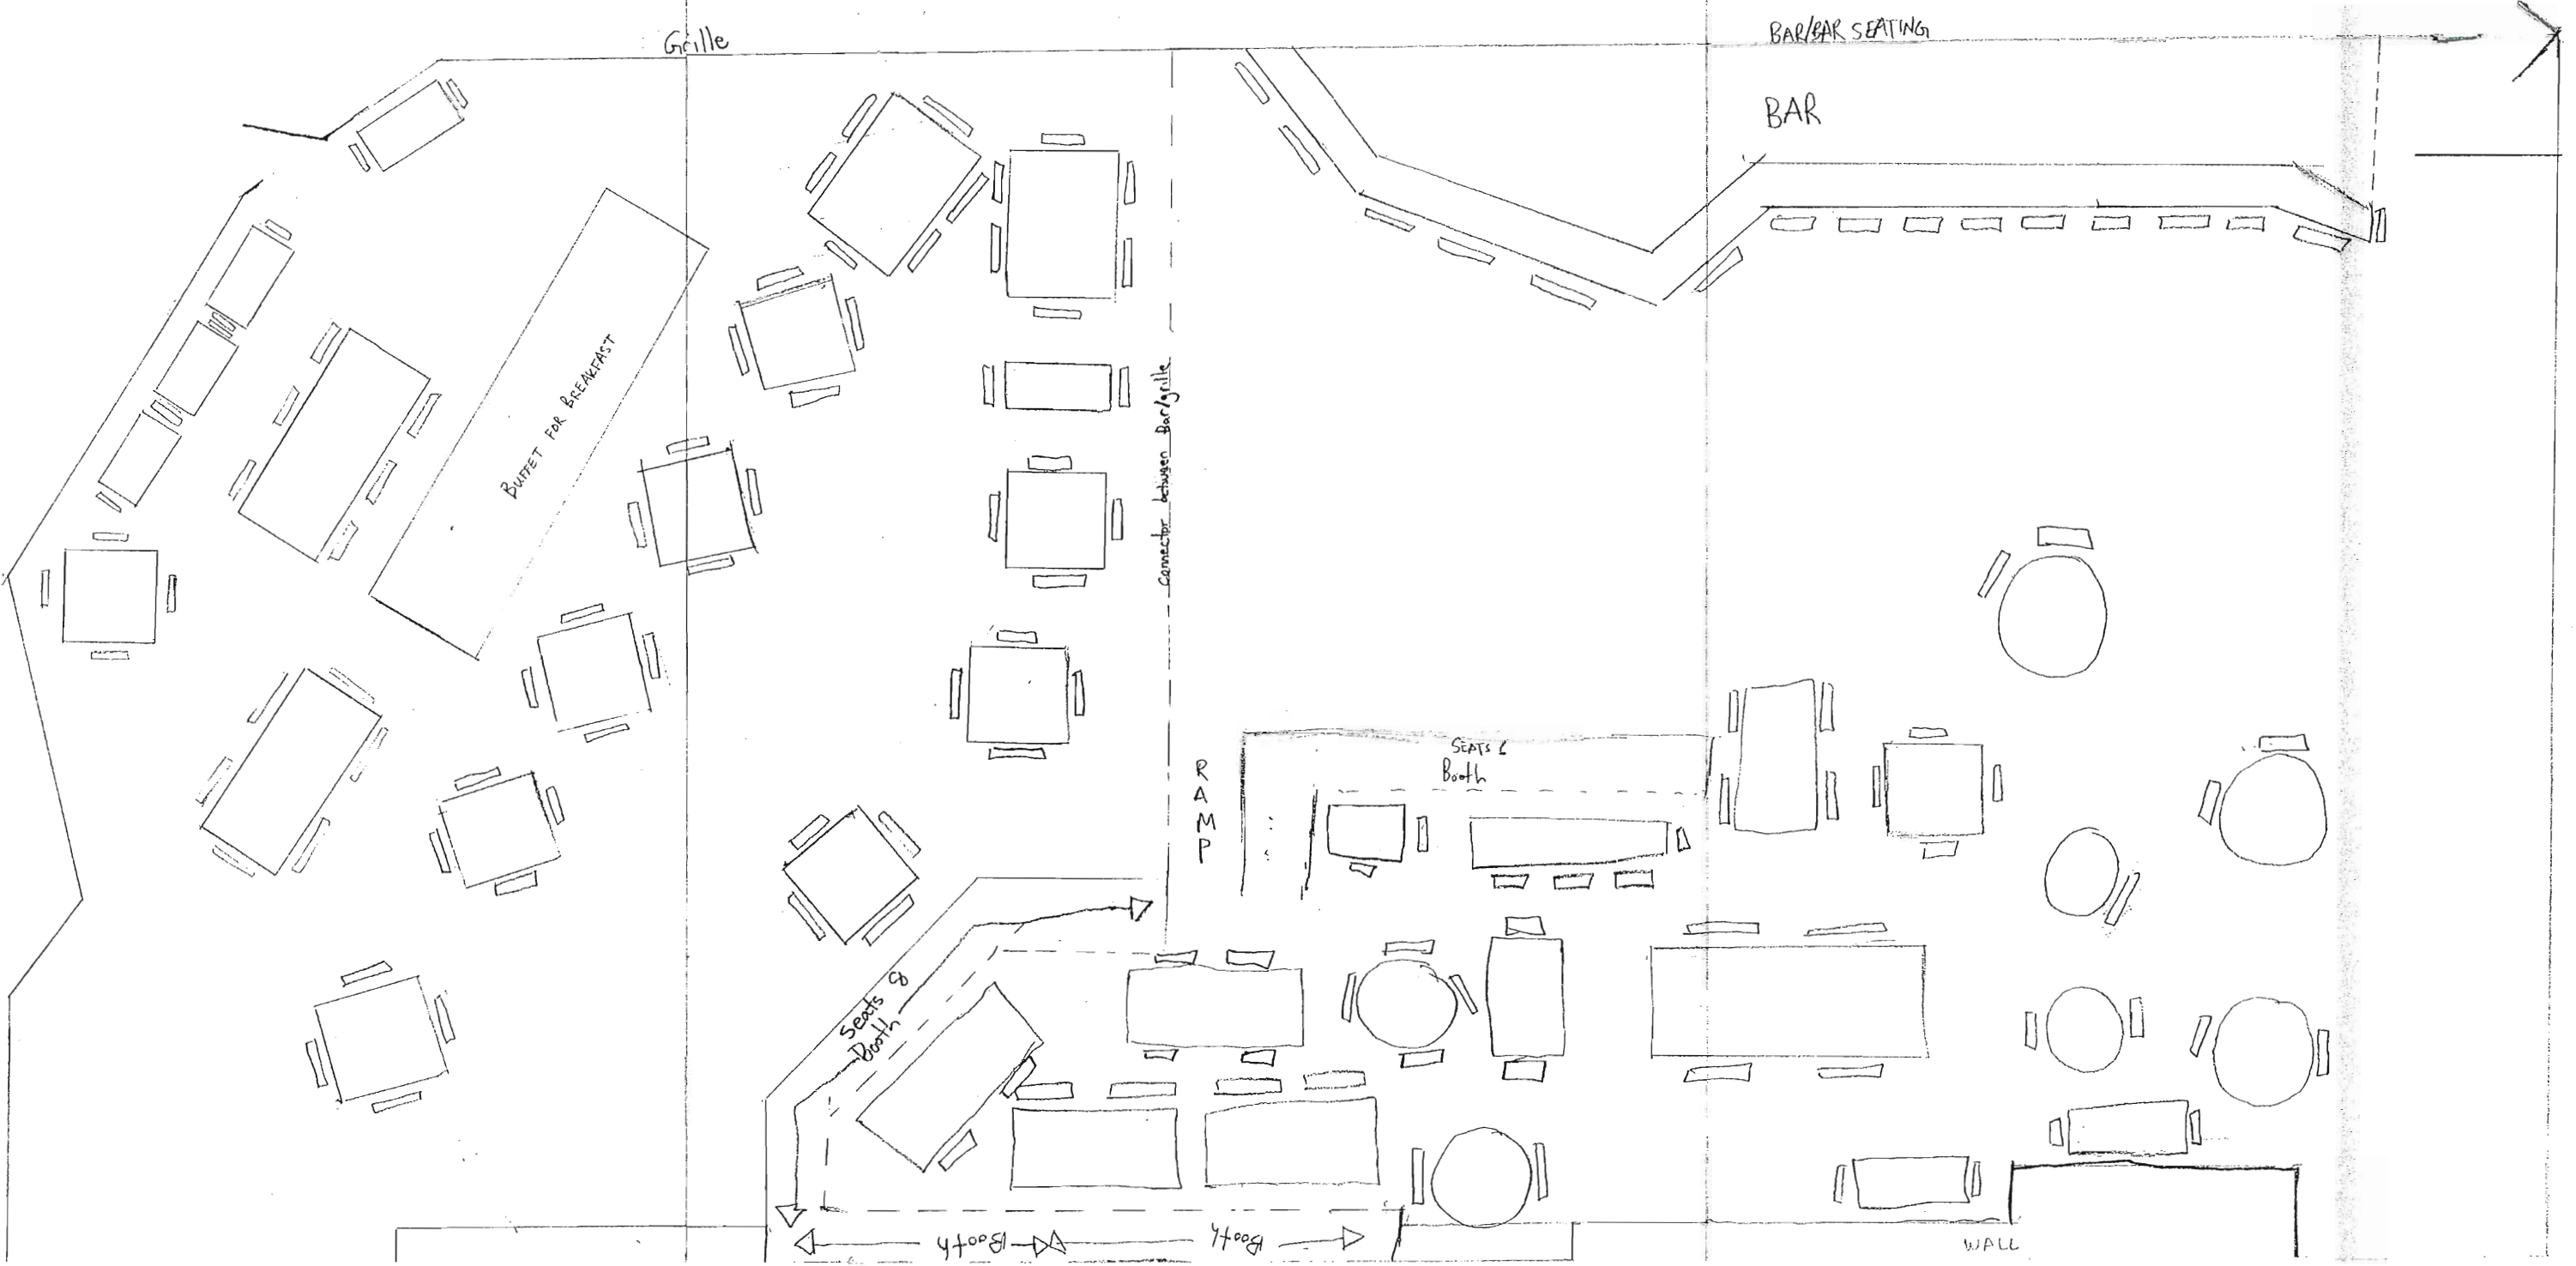 Grille
BAR/BAR SEATING
BAR
BUFFET FOR BREAKFAST
Connector between Bar/grille
RAMP
SEATS 6
Booth
Seats 8
Booth
Booth
Booth
WALL